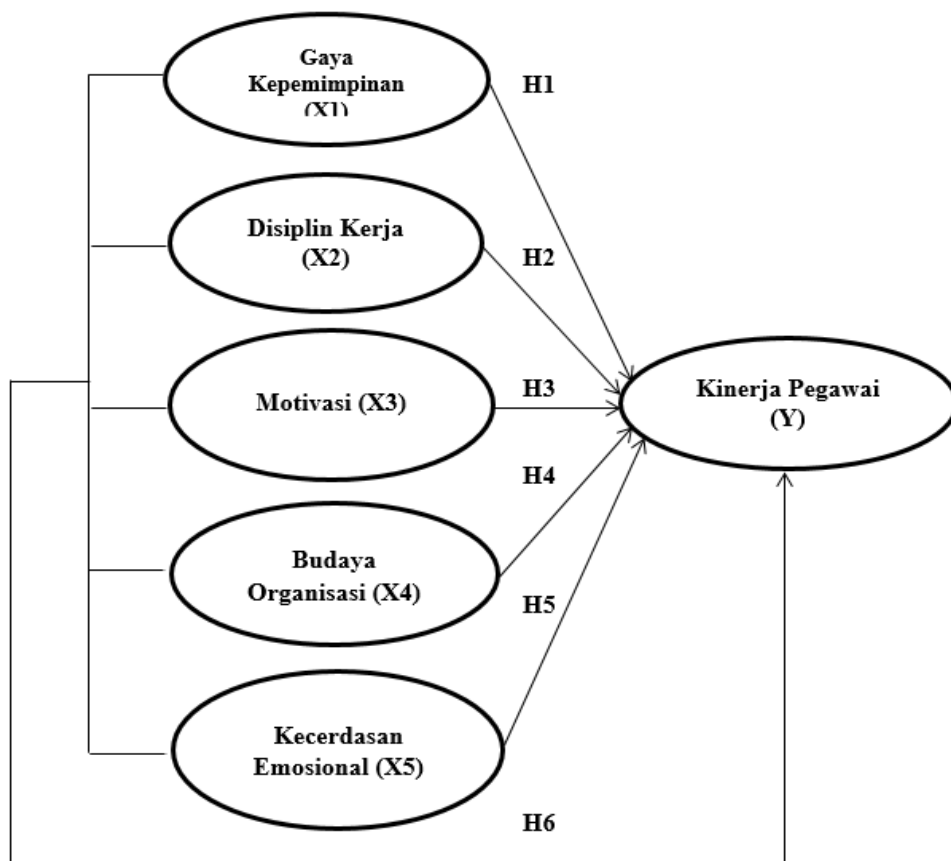 Gaya
Kepemimpinan
(X1)
H1
Disiplin Kerja
(X2)
H2
Motivasi (X3)
H3
Kinerja Pegawai
(Y)
H4
Budaya
Organisasi (X4)
H5
Kecerdasan
Emosional (X5)
H6